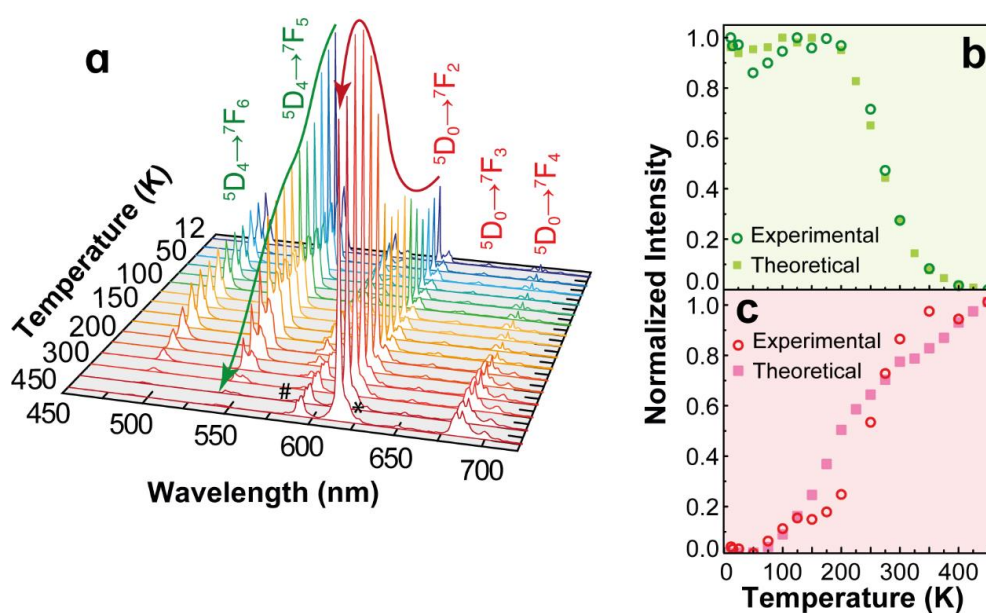 a
⁵D₄→⁷F₆
⁵D₄→⁷F₅
⁵D₀→⁷F₂
⁵D₀→⁷F₃
⁵D₀→⁷F₄
Temperature (K)
12
50
100
150
200
300
450
#
*
450
500
550
600
650
700
Wavelength (nm)
Normalized Intensity
b
1.0
0.8
0.6
0.4
0.2
0.0
Experimental
Theoretical
c
1.0
0.8
0.6
0.4
0.2
0.0
Experimental
Theoretical
0
100
200
300
400
Temperature (K)